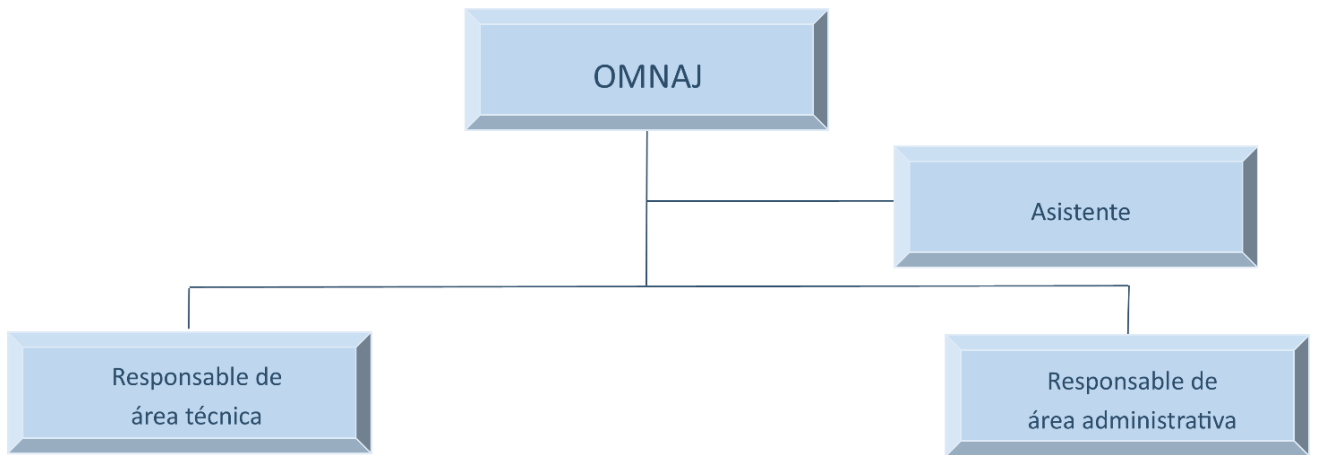 OMNAJ
Asistente
Responsable de
área técnica
Responsable de
área administrativa